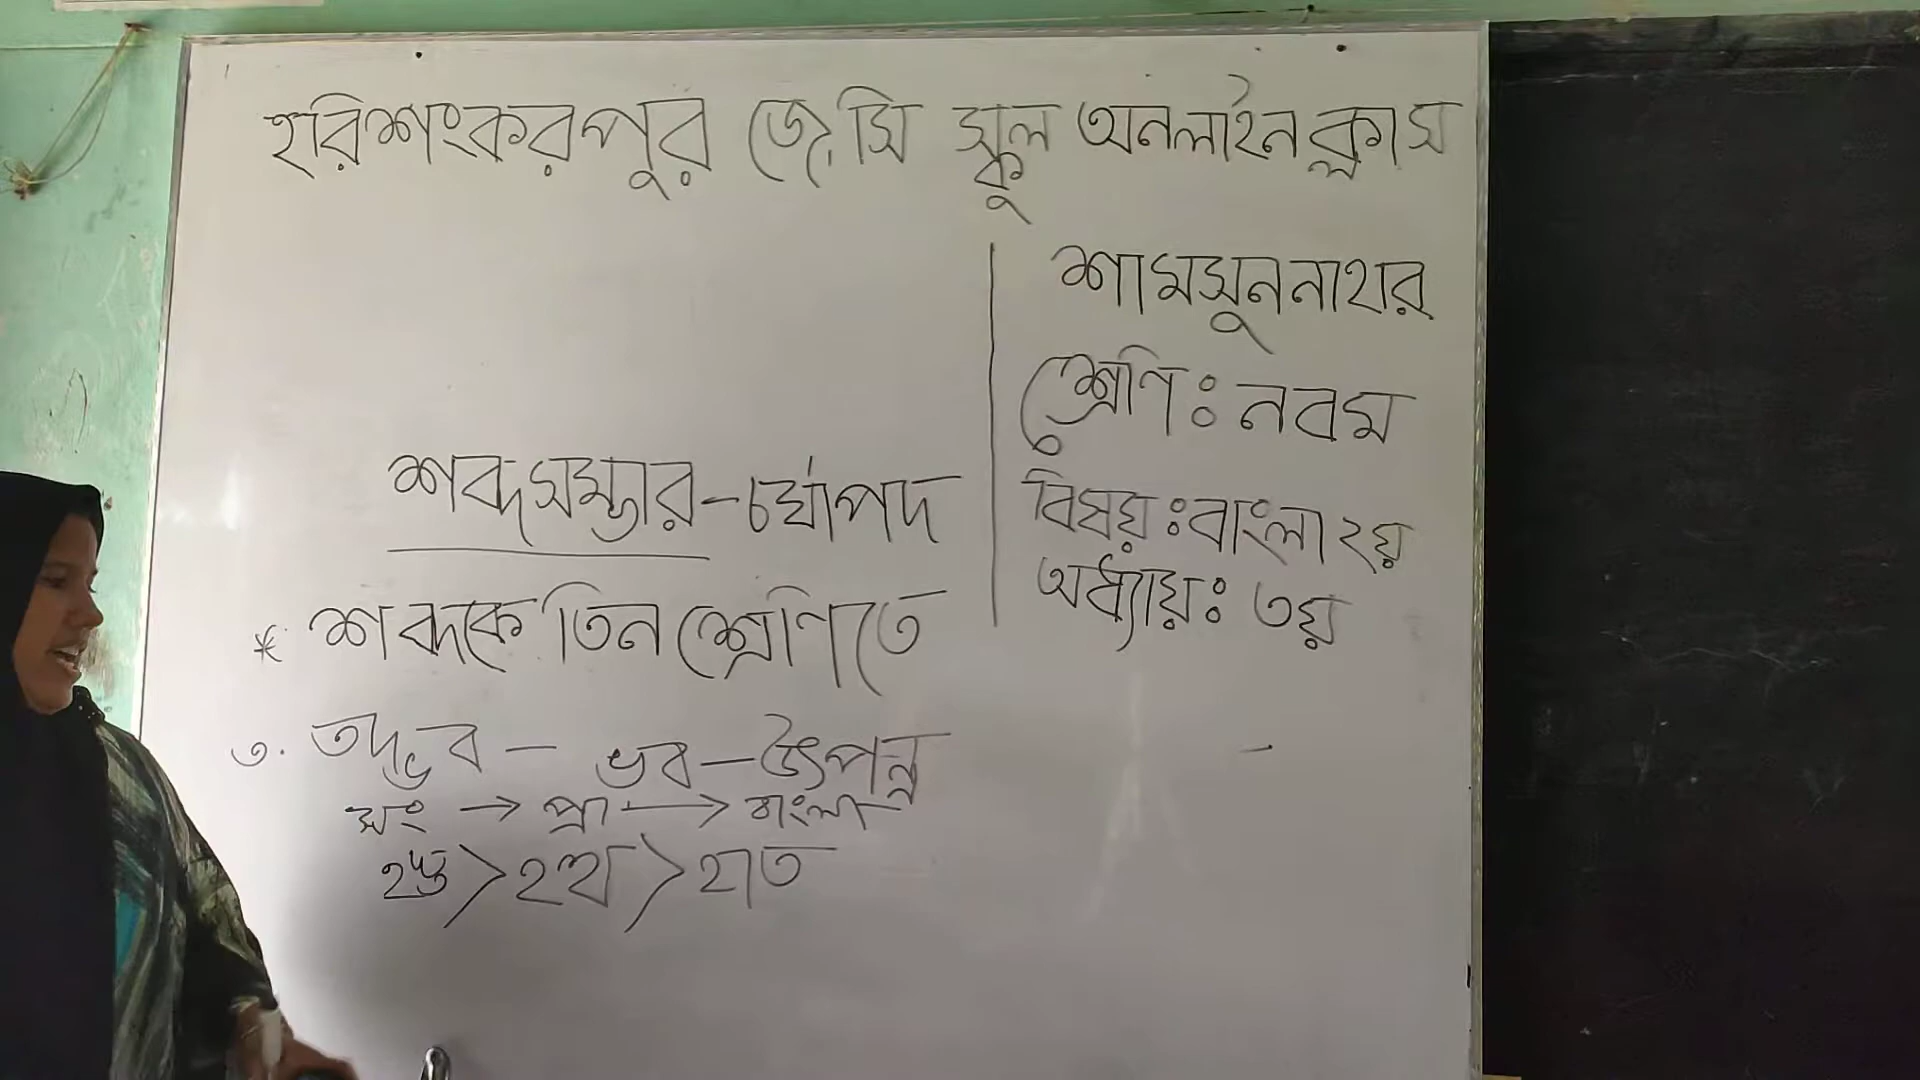 হরিশংকরপুর জে, সি স্কুল অনলাইন ক্লাস
শামসুননাহার
শ্রেণি: নবম
বিষয়: বাংলা ২য়
অধ্যায়: ৩য়
শব্দসম্ভার - চর্যাপদ
* শব্দকে তিন শ্রেণিতে
৩. তদ্ভব - ভব - উৎপন্ন
সং → প্রা → বাংলা
হস্ত > হত্থ > হাত